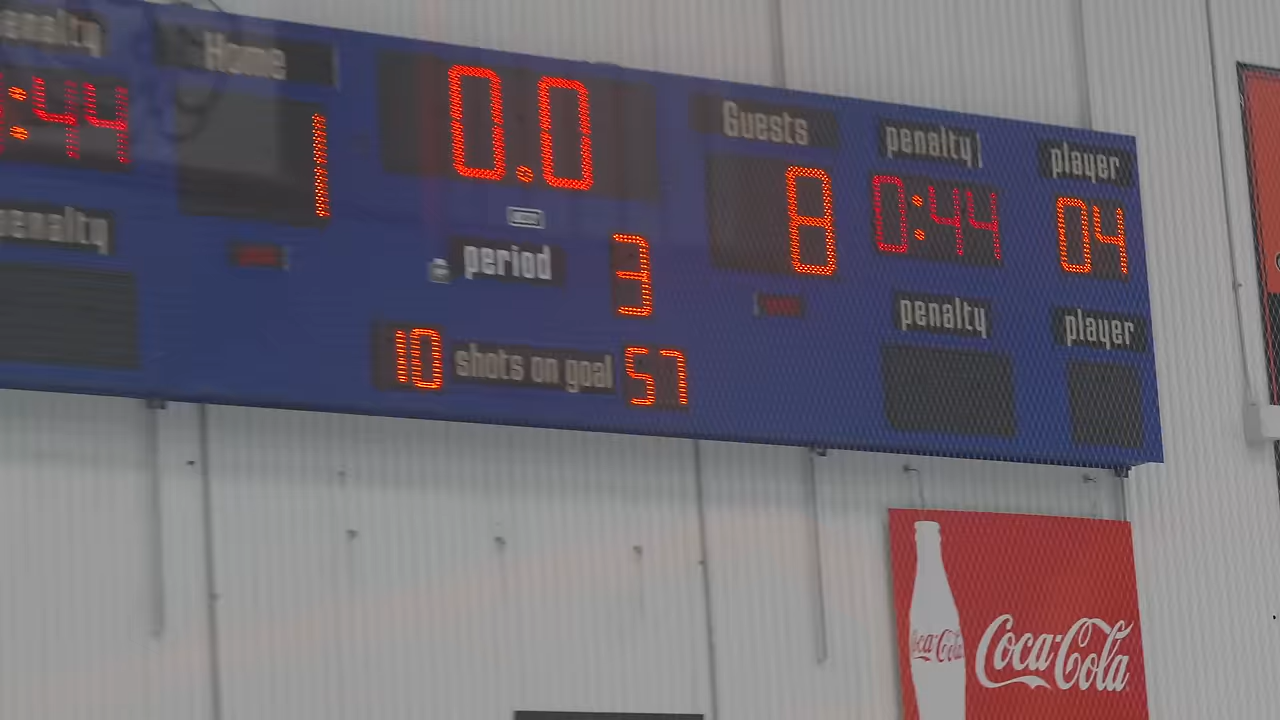 penalty
Home
0.0
Guests
penalty
player
:44
1
8
0:44
04
penalty
period
3
penalty
player
10
shots on goal
57
Coca-Cola
Coca-Cola